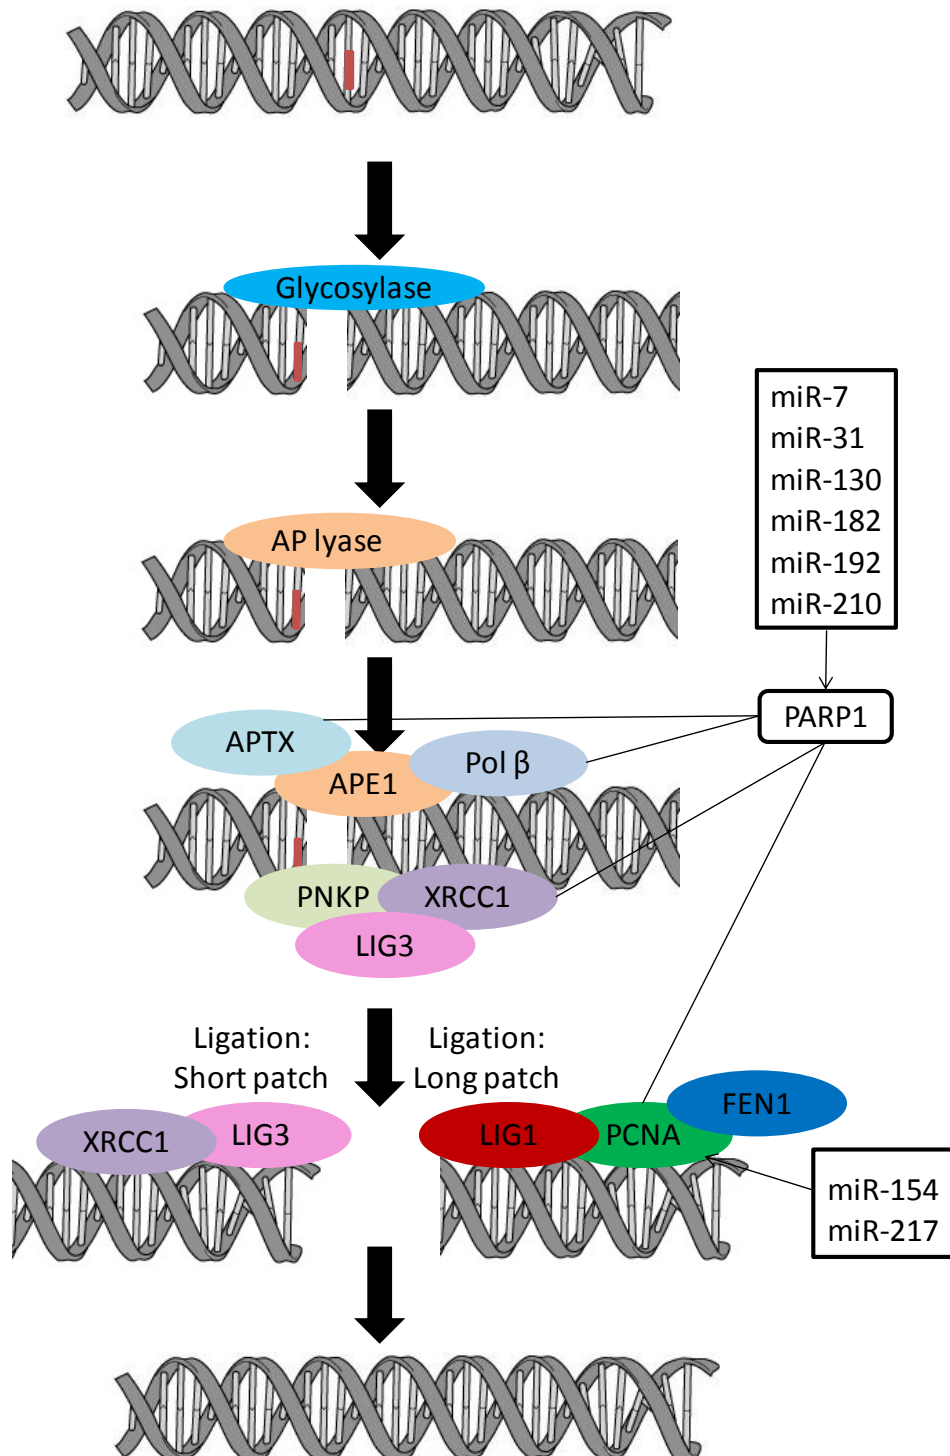 Glycosylase
miR-7
miR-31
miR-130
miR-182
miR-192
miR-210
AP lyase
PARP1
APTX
Pol β
APE1
PNKP
XRCC1
LIG3
Ligation:
Short patch
Ligation:
Long patch
XRCC1
LIG3
LIG1
PCNA
FEN1
miR-154
miR-217